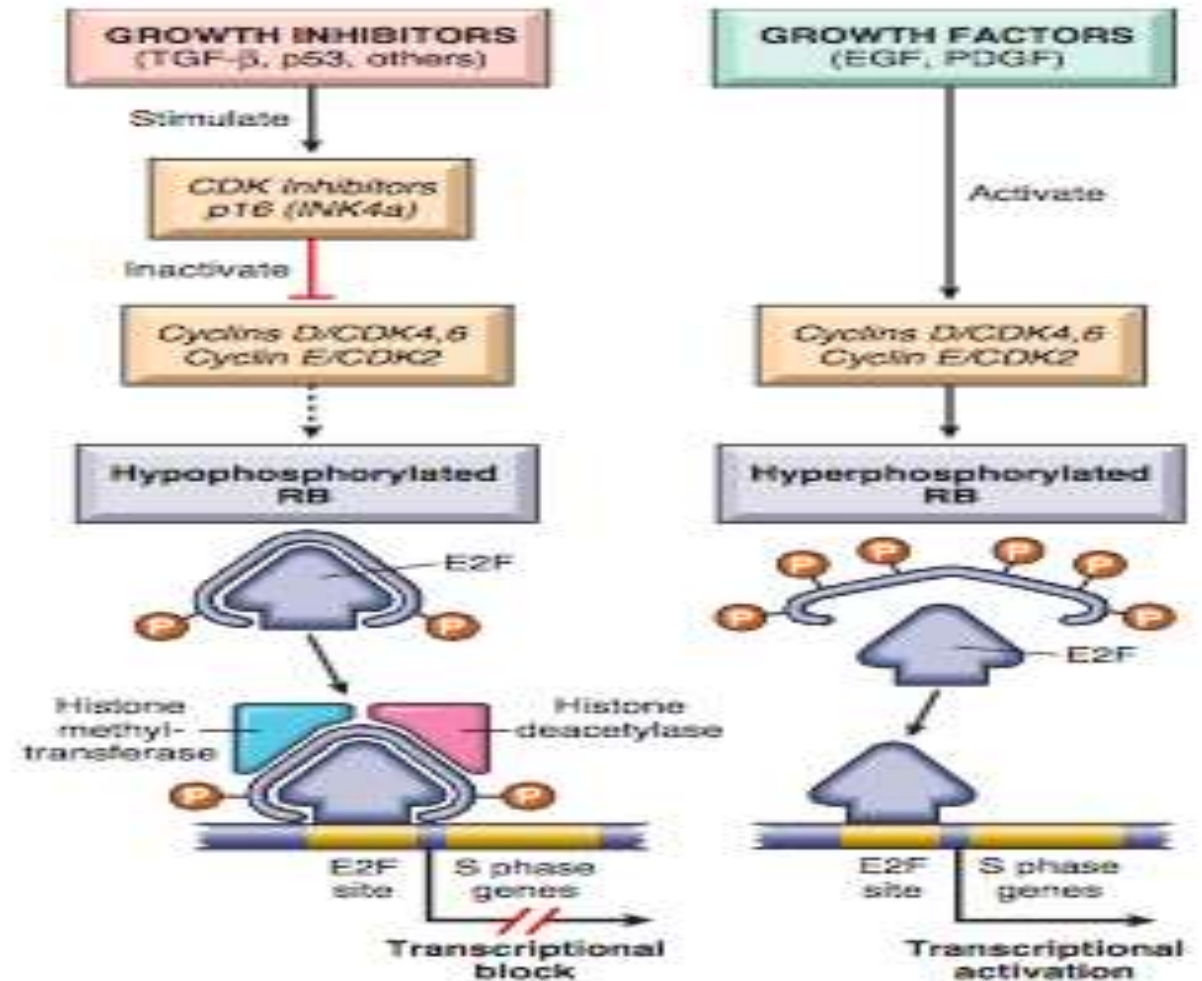 GROWTH INHIBITORS
(TGF-β, p53, others)
Stimulate
CDK inhibitors
p16 (INK4a)
Inactivate
Cyclins D/CDK4,6
Cyclin E/CDK2
Hypophosphorylated
RB
E2F
P
P
Histone
methyl-
transferase
Histone
deacetylase
P
P
E2F
site
S phase
genes
Transcriptional
block
GROWTH FACTORS
(EGF, PDGF)
Activate
Cyclins D/CDK4,6
Cyclin E/CDK2
Hyperphosphorylated
RB
P
P
P
P
P
P
E2F
E2F
site
S phase
genes
Transcriptional
activation